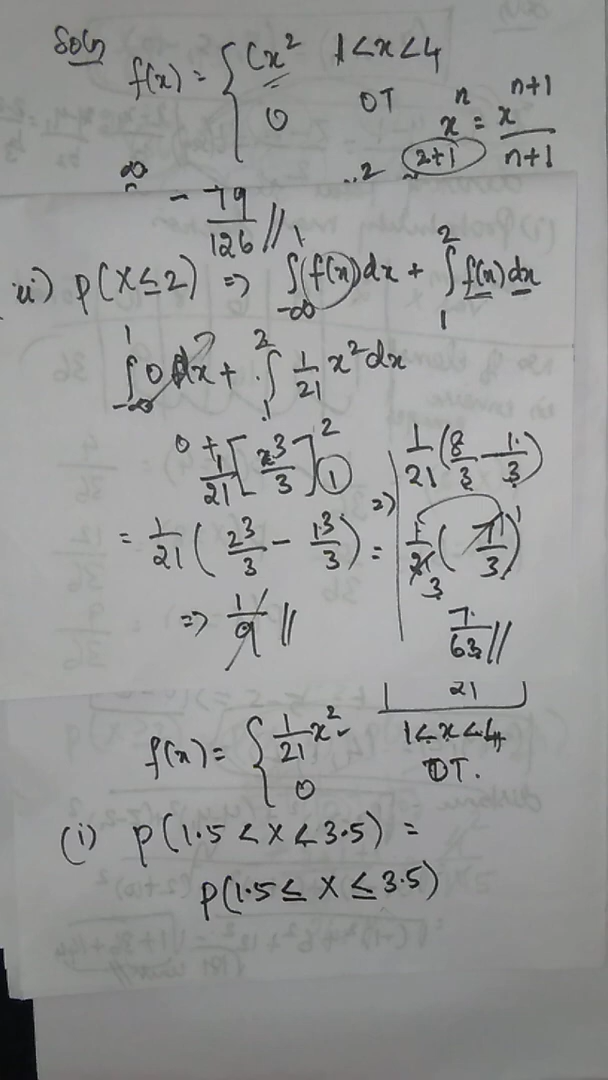 Soln
f(x) = { Cx² 1<x<4
0 OT
xⁿ = xⁿ⁺¹ / n+1
2+1
∞
- 79/126 //
ii) P(X≤2) => ∫_{-∞}^{1} f(x) dx + ∫_{1}^{2} f(x) dx
∫_{-∞}^{1} 0 dx + ∫_{1}^{2} 1/21 x² dx
0 + 1/21 [x³/3]_{1}^{2}
= 1/21 (2³/3 - 1³/3) =
=> 1/9 //
=> 1/21 (8/3 - 1/3)
7/63 //
21
f(x) = { 1/21 x² 1<x<4
0 OT.
(i) P(1.5 < X < 3.5) =
P(1.5 ≤ X ≤ 3.5)